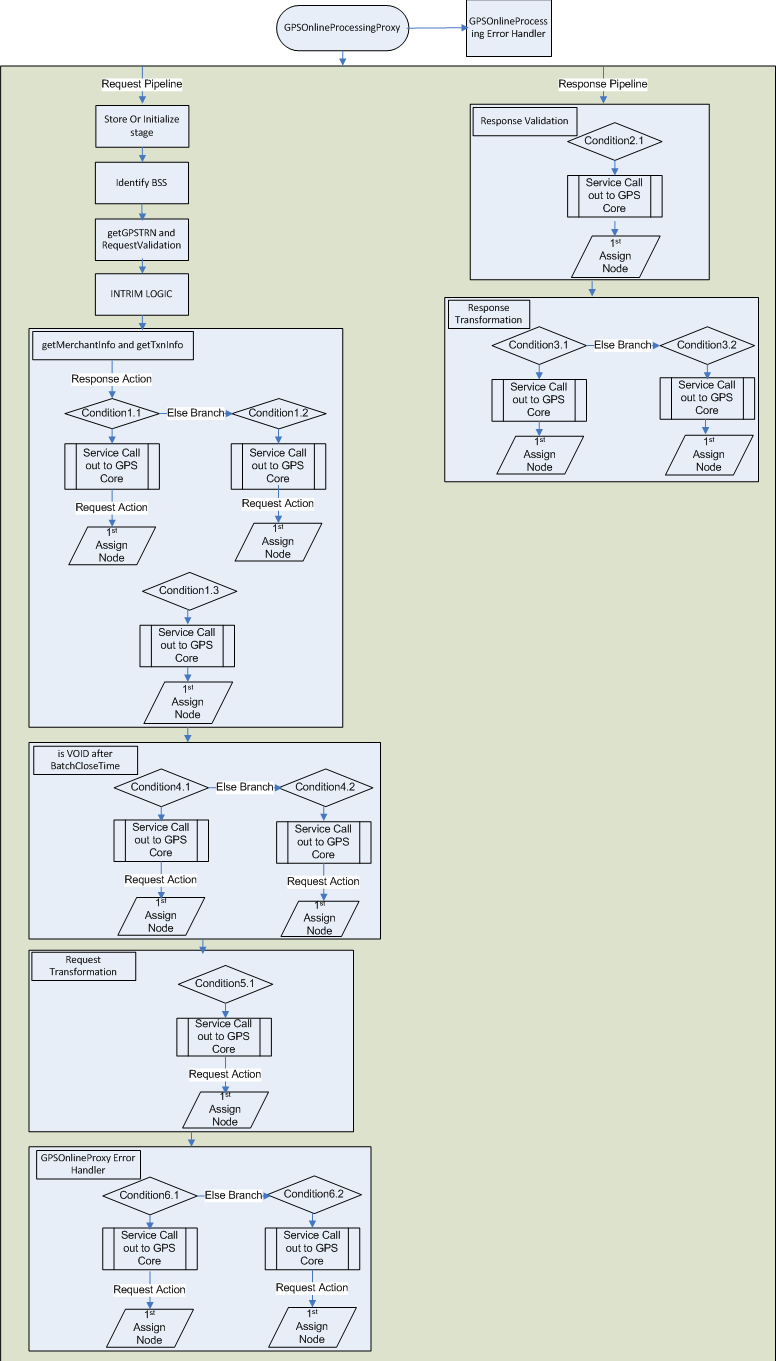 GPSOnlineProcessingProxy
GPSOnlineProcess
ing Error Handler
Request Pipeline
Store Or Initialize
stage
Identify BSS
getGPSTRN and
RequestValidation
INTRIM LOGIC
getMerchantInfo and getTxnInfo
Response Action
Condition1.1
Else Branch
Condition1.2
Service Call
out to GPS
Core
Service Call
out to GPS
Core
Request Action
Request Action
1st
Assign
Node
1st
Assign
Node
Condition1.3
Service Call
out to GPS
Core
1st
Assign
Node
is VOID after
BatchCloseTime
Condition4.1
Else Branch
Condition4.2
Service Call
out to GPS
Core
Service Call
out to GPS
Core
Request Action
Request Action
1st
Assign
Node
1st
Assign
Node
Request
Transformation
Condition5.1
Service Call
out to GPS
Core
Request Action
1st
Assign
Node
GPSOnlineProxy Error
Handler
Condition6.1
Else Branch
Condition6.2
Service Call
out to GPS
Core
Service Call
out to GPS
Core
Request Action
Request Action
1st
Assign
Node
1st
Assign
Node
Response Pipeline
Response Validation
Condition2.1
Service Call
out to GPS
Core
1st
Assign
Node
Response
Transformation
Condition3.1
Else Branch
Condition3.2
Service Call
out to GPS
Core
Service Call
out to GPS
Core
1st
Assign
Node
1st
Assign
Node